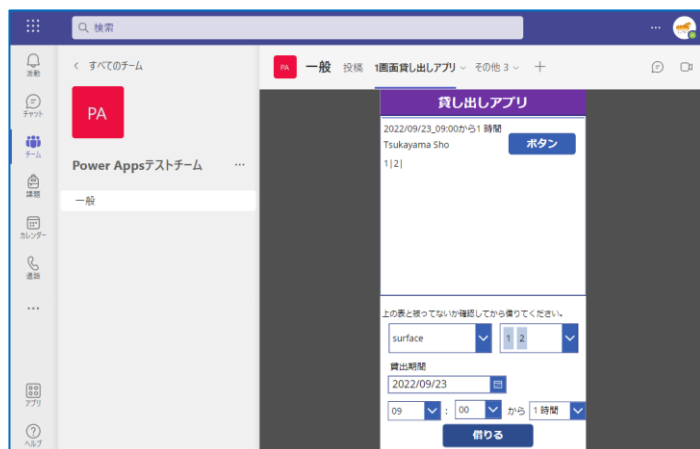 検索
活動
チャット
チーム
課題
カレンダー
通話
アプリ
ヘルプ
すべてのチーム
PA
Power Appsテストチーム
一般
PA 一般 投稿 1画面貸し出しアプリ その他 3
貸し出しアプリ
2022/09/23_09:00から1 時間
Tsukayama Sho
ボタン
1|2|
上の表と被ってないか確認してから借りてください。
surface 1 2
貸出期間
2022/09/23
09 : 00 から 1 時間
借りる